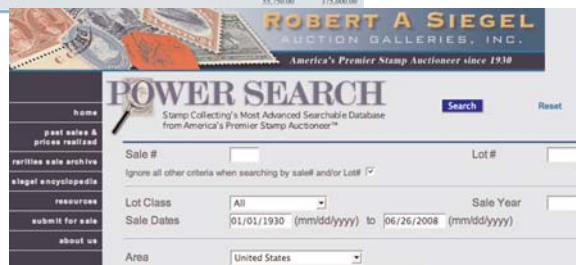 ROBERT A SIEGEL
AUCTION GALLERIES, INC.
America's Premier Stamp Auctioneer since 1930
POWER SEARCH
Stamp Collecting's Most Advanced Searchable Database
from America's Premier Stamp Auctioneer™
Search
Reset
home
past sales &
prices realized
rarities sale archive
siegel encyclopedia
resources
submit for sale
about us
Sale #
Lot #
Ignore all other criteria when searching by sale# and/or Lot#
Lot Class
All
Sale Year
Sale Dates
01/01/1930 (mm/dd/yyyy) to 06/26/2008 (mm/dd/yyyy)
Area
United States